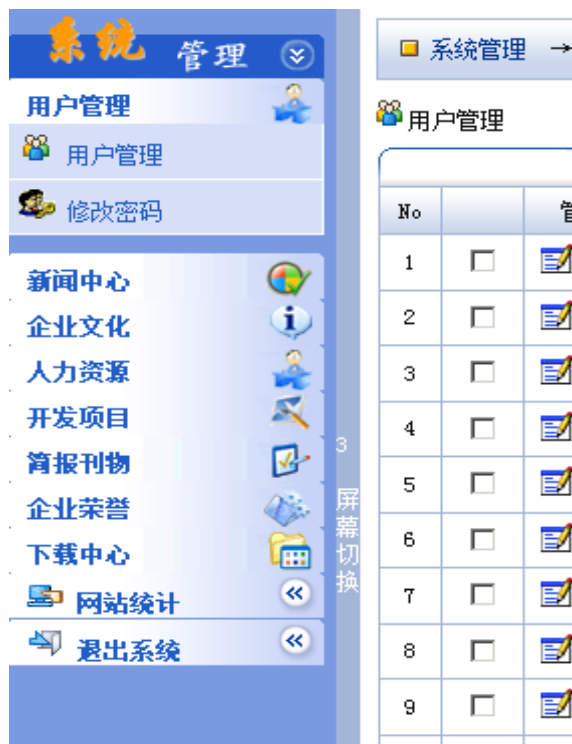 系统 管理
用户管理
用户管理
修改密码
新闻中心
企业文化
人力资源
开发项目
简报刊物
企业荣誉
下载中心
网站统计
退出系统
3
屏幕切换
系统管理 →
用户管理
No
1
2
3
4
5
6
7
8
9